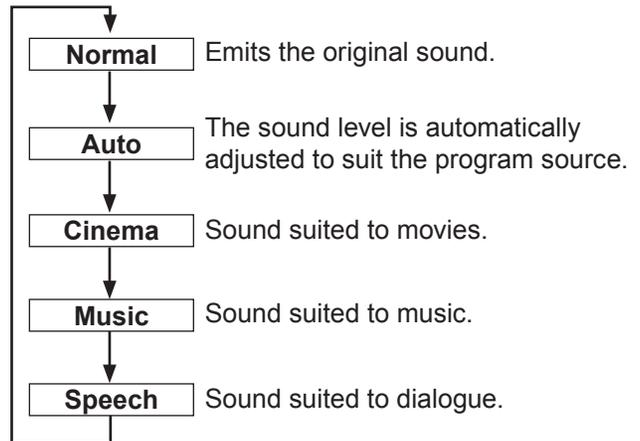 Normal Emits the original sound.
Auto The sound level is automatically
adjusted to suit the program source.
Cinema Sound suited to movies.
Music Sound suited to music.
Speech Sound suited to dialogue.